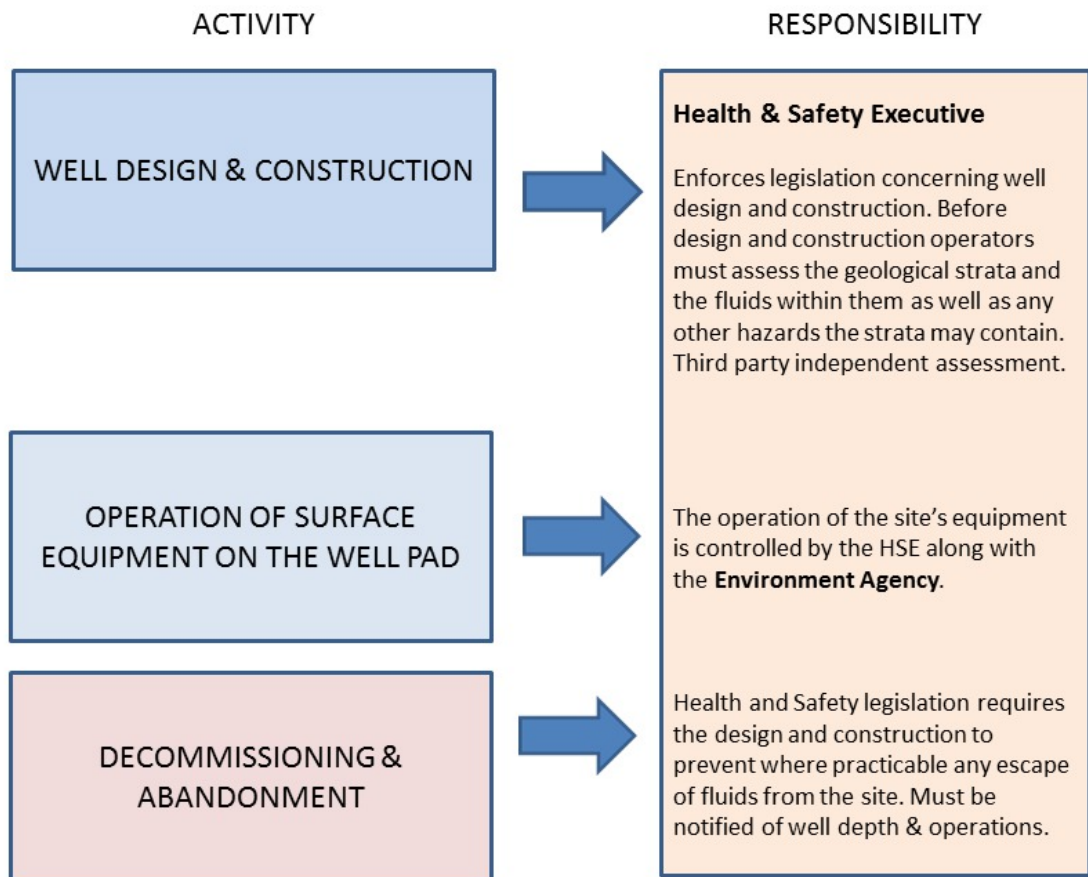 ACTIVITY
RESPONSIBILITY
WELL DESIGN & CONSTRUCTION
Health & Safety Executive
Enforces legislation concerning well
design and construction. Before
design and construction operators
must assess the geological strata and
the fluids within them as well as any
other hazards the strata may contain.
Third party independent assessment.
OPERATION OF SURFACE
EQUIPMENT ON THE WELL PAD
The operation of the site’s equipment
is controlled by the HSE along with
the Environment Agency.
DECOMMISSIONING &
ABANDONMENT
Health and Safety legislation requires
the design and construction to
prevent where practicable any escape
of fluids from the site. Must be
notified of well depth & operations.